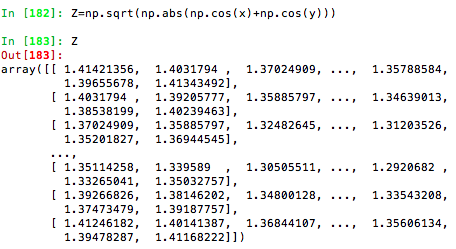 In [182]: Z=np.sqrt(np.abs(np.cos(x)+np.cos(y)))
In [183]: Z
Out[183]:
array([[ 1.41421356,  1.4031794 ,  1.37024909, ...,  1.35788584,
1.39655678,  1.41343492],
[ 1.4031794 ,  1.39205777,  1.35885797, ...,  1.34639013,
1.38538199,  1.40239463],
[ 1.37024909,  1.35885797,  1.32482645, ...,  1.31203526,
1.35201827,  1.36944545],
...,
[ 1.35114258,  1.339589  ,  1.30505511, ...,  1.2920682 ,
1.33265041,  1.35032757],
[ 1.39266826,  1.38146202,  1.34800128, ...,  1.33543208,
1.37473479,  1.39187757],
[ 1.41246182,  1.40141387,  1.36844107, ...,  1.35606134,
1.39478287,  1.41168222]])